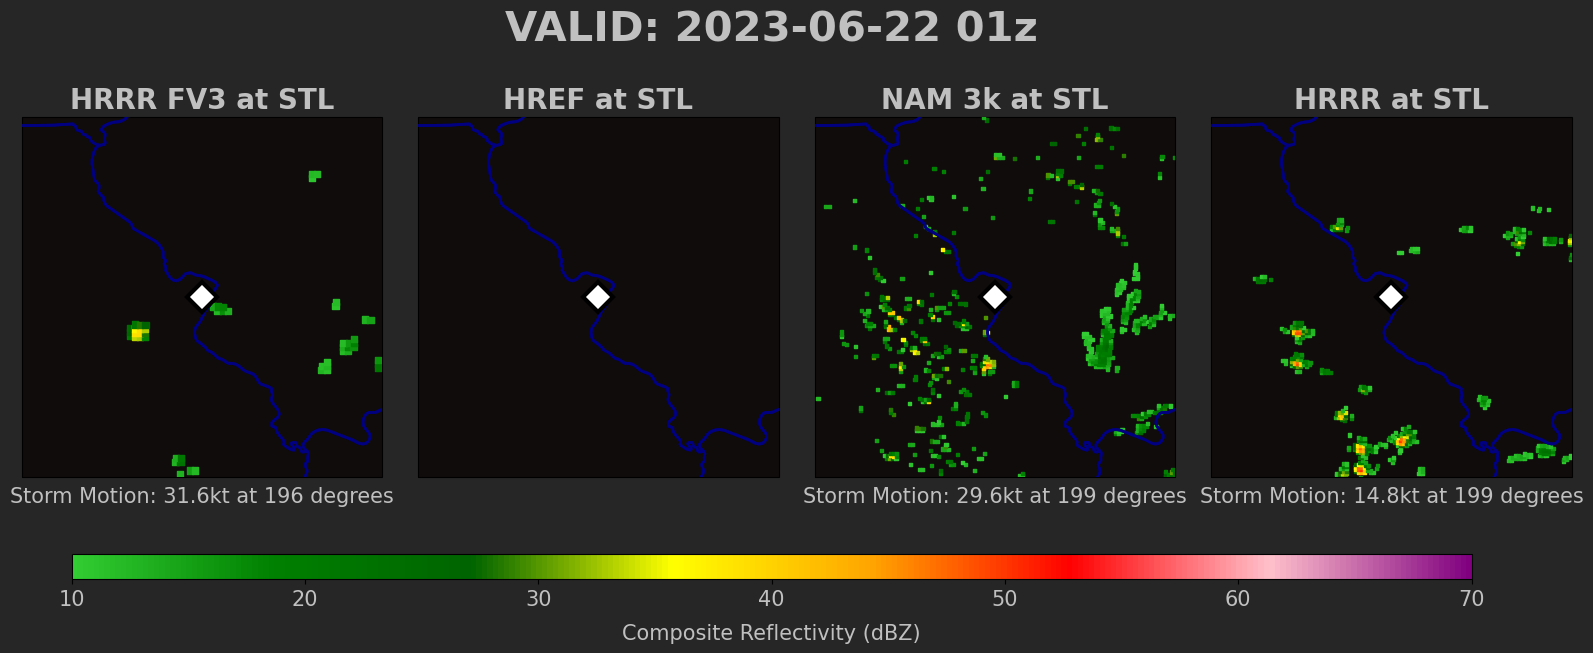 VALID: 2023-06-22 01z
HRRR FV3 at STL
HREF at STL
NAM 3k at STL
HRRR at STL
Storm Motion: 31.6kt at 196 degrees
Storm Motion: 29.6kt at 199 degrees
Storm Motion: 14.8kt at 199 degrees
10 20 30 40 50 60 70
Composite Reflectivity (dBZ)